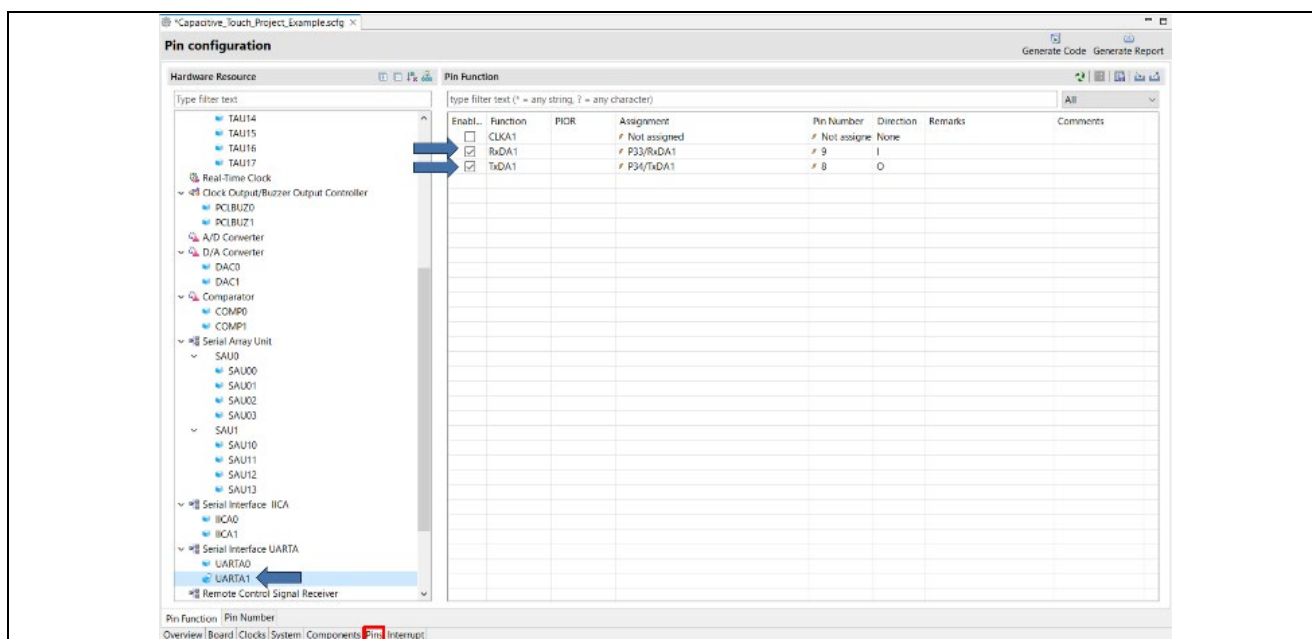 *Capacitive_Touch_Project_Example.scfg
Pin configuration
Generate Code Generate Report
Hardware Resource
Type filter text
TAU14
TAU15
TAU16
TAU17
Real-Time Clock
Clock Output/Buzzer Output Controller
PCLBUZ0
PCLBUZ1
A/D Converter
D/A Converter
DAC0
DAC1
Comparator
COMP0
COMP1
Serial Array Unit
SAU0
SAU00
SAU01
SAU02
SAU03
SAU1
SAU10
SAU11
SAU12
SAU13
Serial Interface IICA
IICA0
IICA1
Serial Interface UARTA
UARTA0
UARTA1
Remote Control Signal Receiver
Pin Function
type filter text (* = any string, ? = any character)
All
Enabl... Function PIOR Assignment Pin Number Direction Remarks Comments
CLKA1 Not assigned Not assigne None
RxDA1 P33/RxDA1 9 I
TxDA1 P34/TxDA1 8 O
Pin Function Pin Number
Overview Board Clocks System Components Pins Interrupt